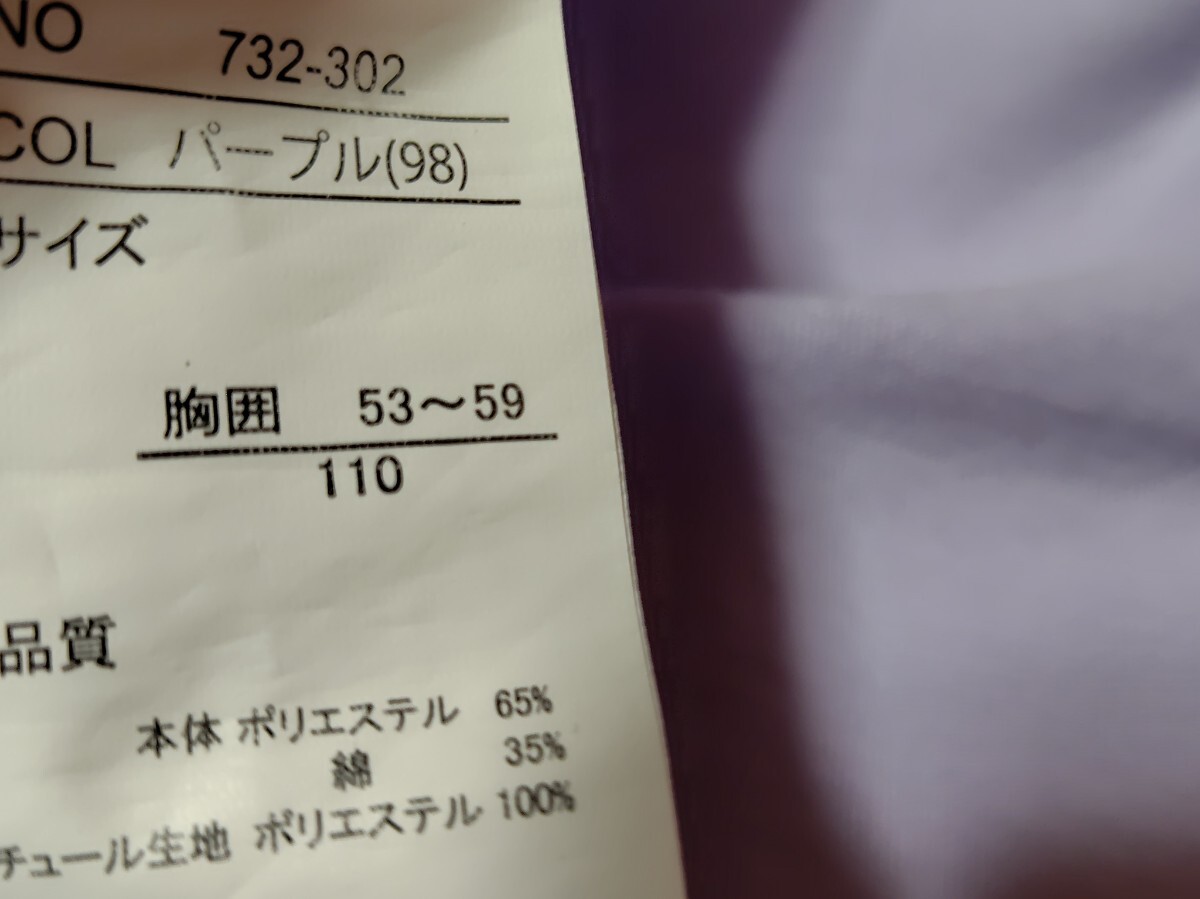 NO 732-302
COL パープル(98)
サイズ
胸囲 53～59
110
品質
本体 ポリエステル 65%
綿 35%
チュール生地 ポリエステル 100%